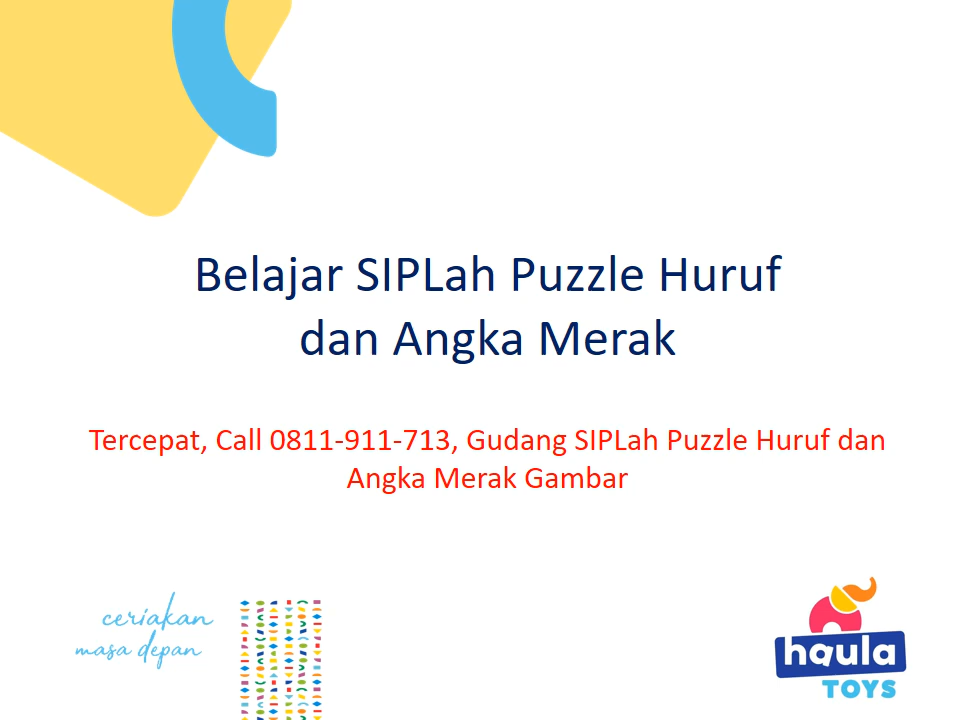 Belajar SIPLah Puzzle Huruf
dan Angka Merak
Tercepat, Call 0811-911-713, Gudang SIPLah Puzzle Huruf dan
Angka Merak Gambar
ceriakan
masa depan
haula
TOYS